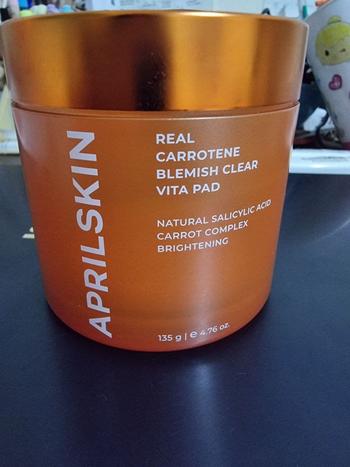 APRILSKIN
REAL
CARROTENE
BLEMISH CLEAR
VITA PAD
NATURAL SALICYLIC ACID
CARROT COMPLEX
BRIGHTENING
135 g | ℮ 4.76 oz.